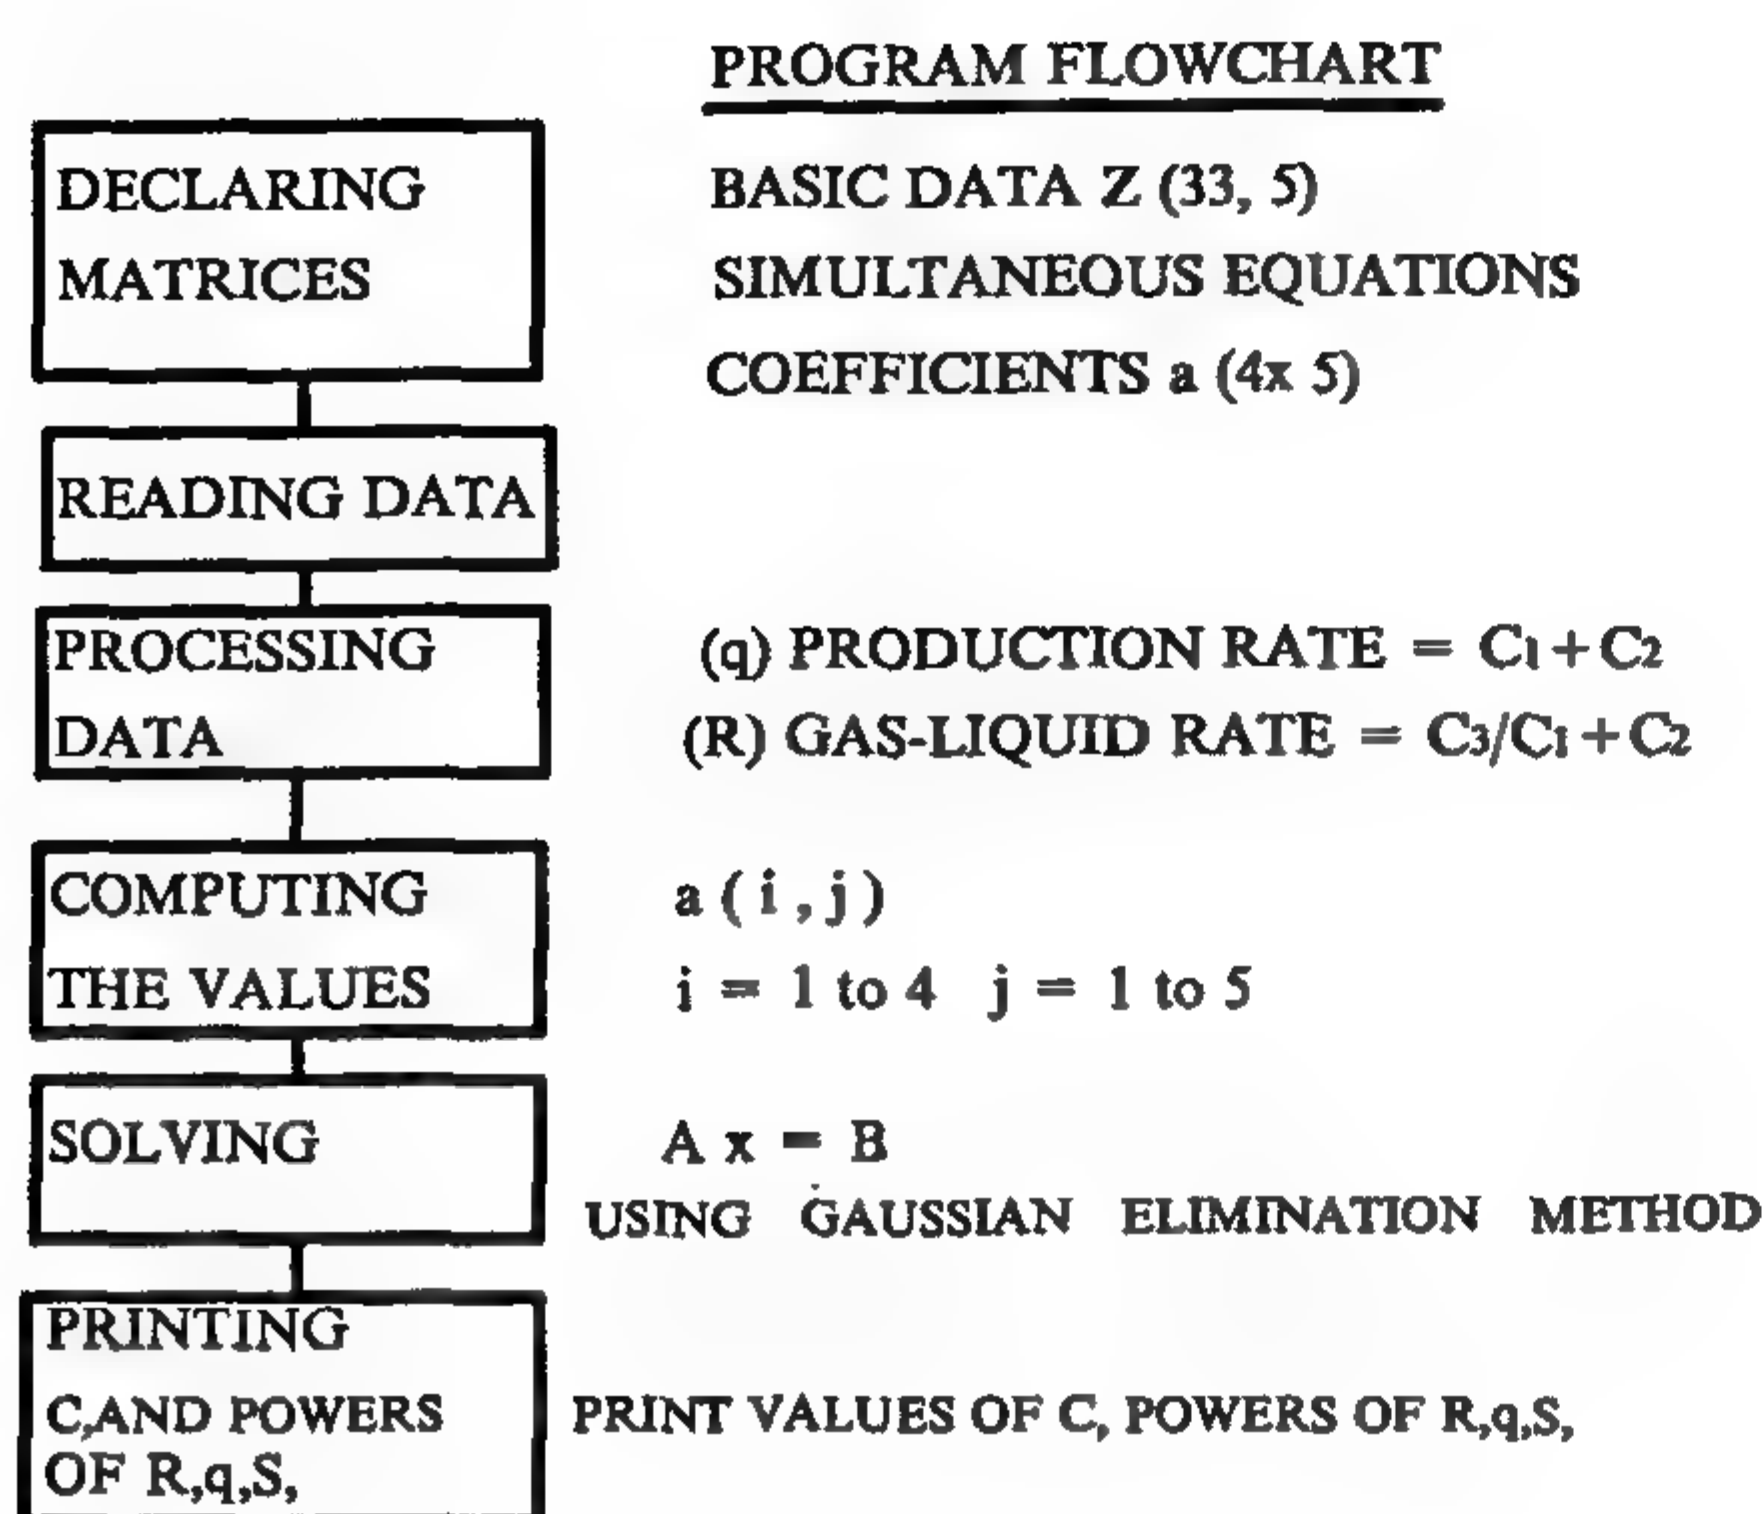 PROGRAM FLOWCHART
DECLARING
MATRICES
BASIC DATA Z (33, 5)
SIMULTANEOUS EQUATIONS
COEFFICIENTS a (4x 5)
READING DATA
PROCESSING
DATA
(q) PRODUCTION RATE = C1+C2
(R) GAS-LIQUID RATE = C3/C1+C2
COMPUTING
THE VALUES
a ( i , j )
i = 1 to 4 j = 1 to 5
SOLVING
A x = B
USING GAUSSIAN ELIMINATION METHOD
PRINTING
C,AND POWERS
OF R,q,S,
PRINT VALUES OF C, POWERS OF R,q,S,